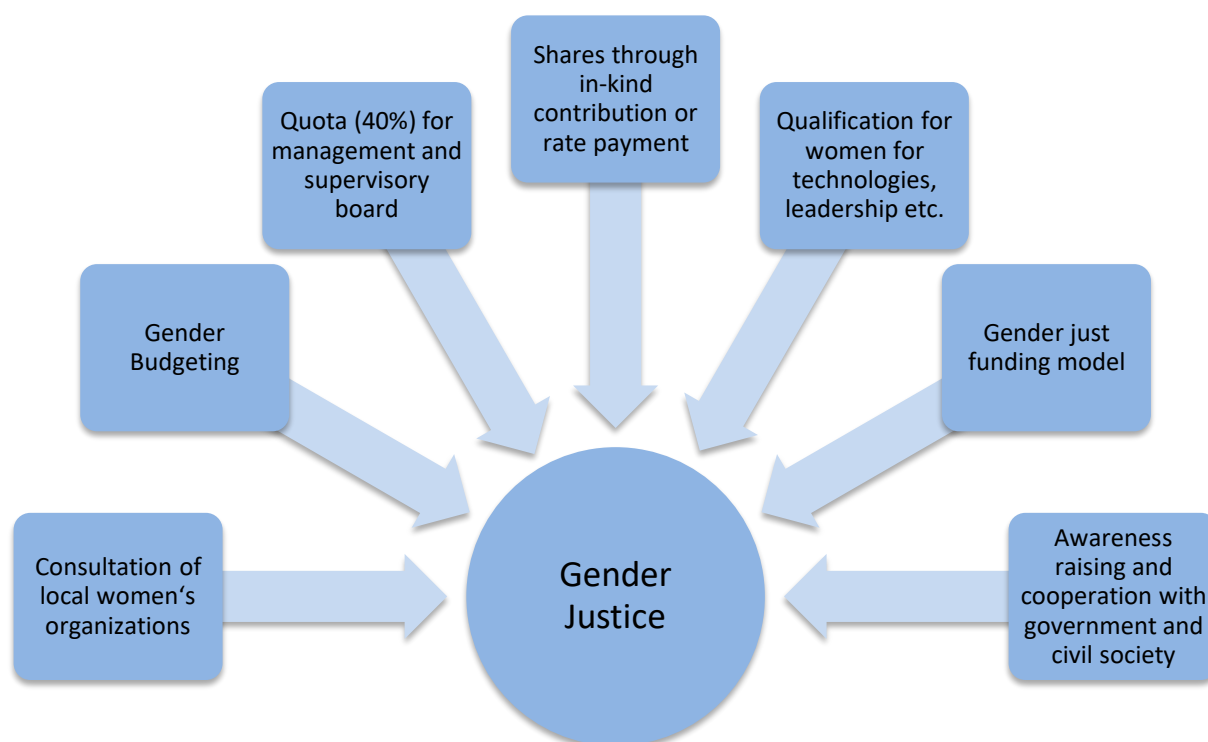 Shares through
in-kind
contribution or
rate payment
Quota (40%) for
management and
supervisory
board
Qualification for
women for
technologies,
leadership etc.
Gender
Budgeting
Gender just
funding model
Consultation of
local women‘s
organizations
Gender
Justice
Awareness
raising and
cooperation with
government and
civil society